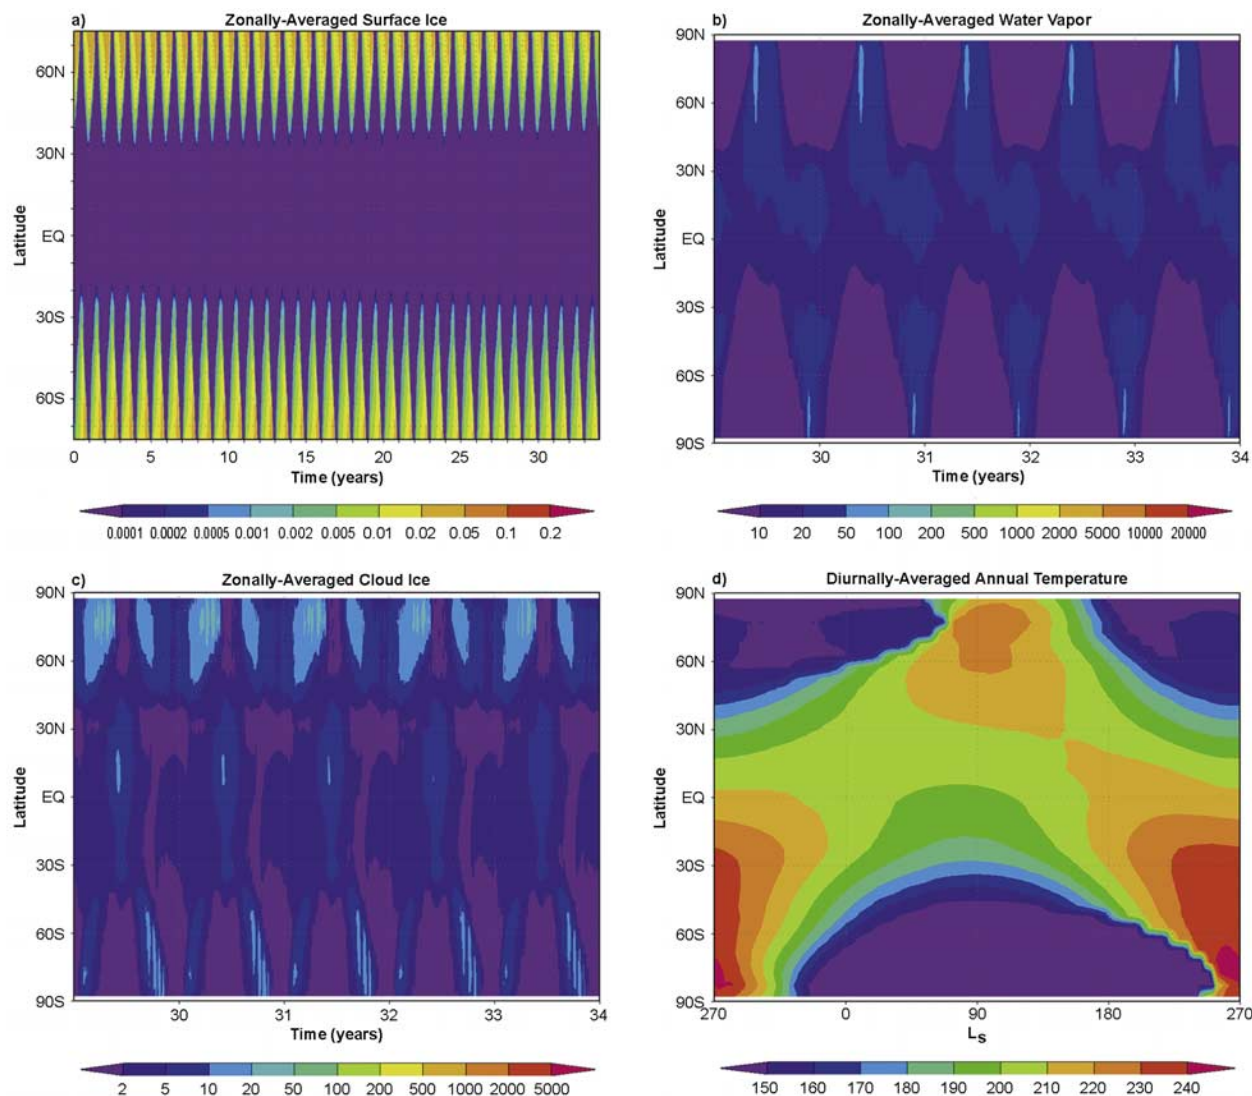 a) Zonally-Averaged Surface Ice
60N
30N
EQ
30S
60S
Latitude
0 5 10 15 20 25 30
Time (years)
0.0001 0.0002 0.0005 0.001 0.002 0.005 0.01 0.02 0.05 0.1 0.2
b) Zonally-Averaged Water Vapor
90N
60N
30N
EQ
30S
60S
90S
Latitude
30 31 32 33 34
Time (years)
10 20 50 100 200 500 1000 2000 5000 10000 20000
c) Zonally-Averaged Cloud Ice
90N
60N
30N
EQ
30S
60S
90S
Latitude
30 31 32 33 34
Time (years)
2 5 10 20 50 100 200 500 1000 2000 5000
d) Diurnally-Averaged Annual Temperature
90N
60N
30N
EQ
30S
60S
90S
Latitude
270 0 90 180 270
Ls
150 160 170 180 190 200 210 220 230 240